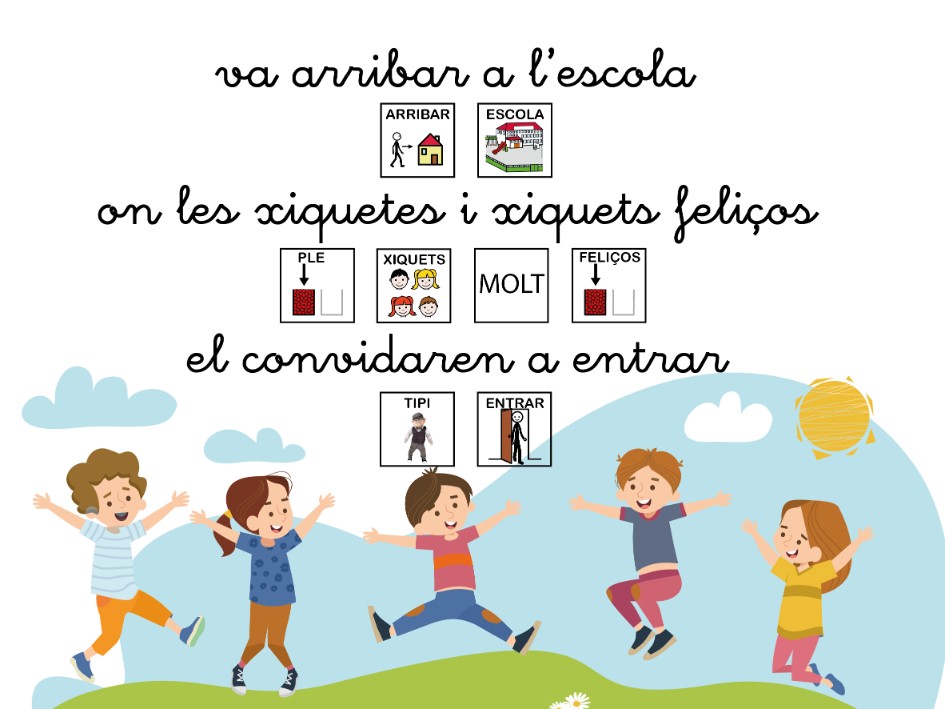 va arribar a l'escola
ARRIBAR ESCOLA
on les xiquetes i xiquets feliços
PLE XIQUETS MOLT FELIÇOS
el convidaren a entrar
TIPI ENTRAR